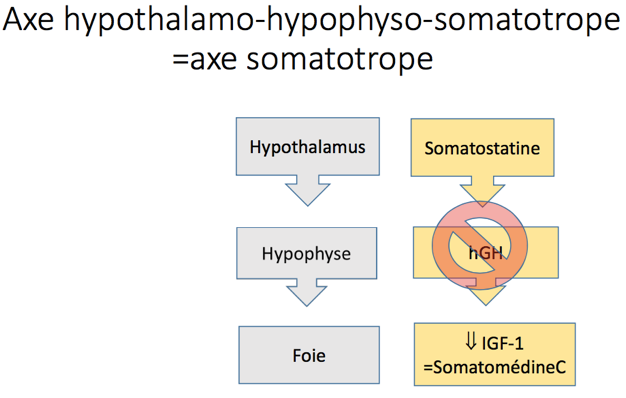 Axe hypothalamo-hypophyso-somatotrope
=axe somatotrope
Hypothalamus
Somatostatine
Hypophyse
hGH
Foie
⇓ IGF-1
=SomatomédineC